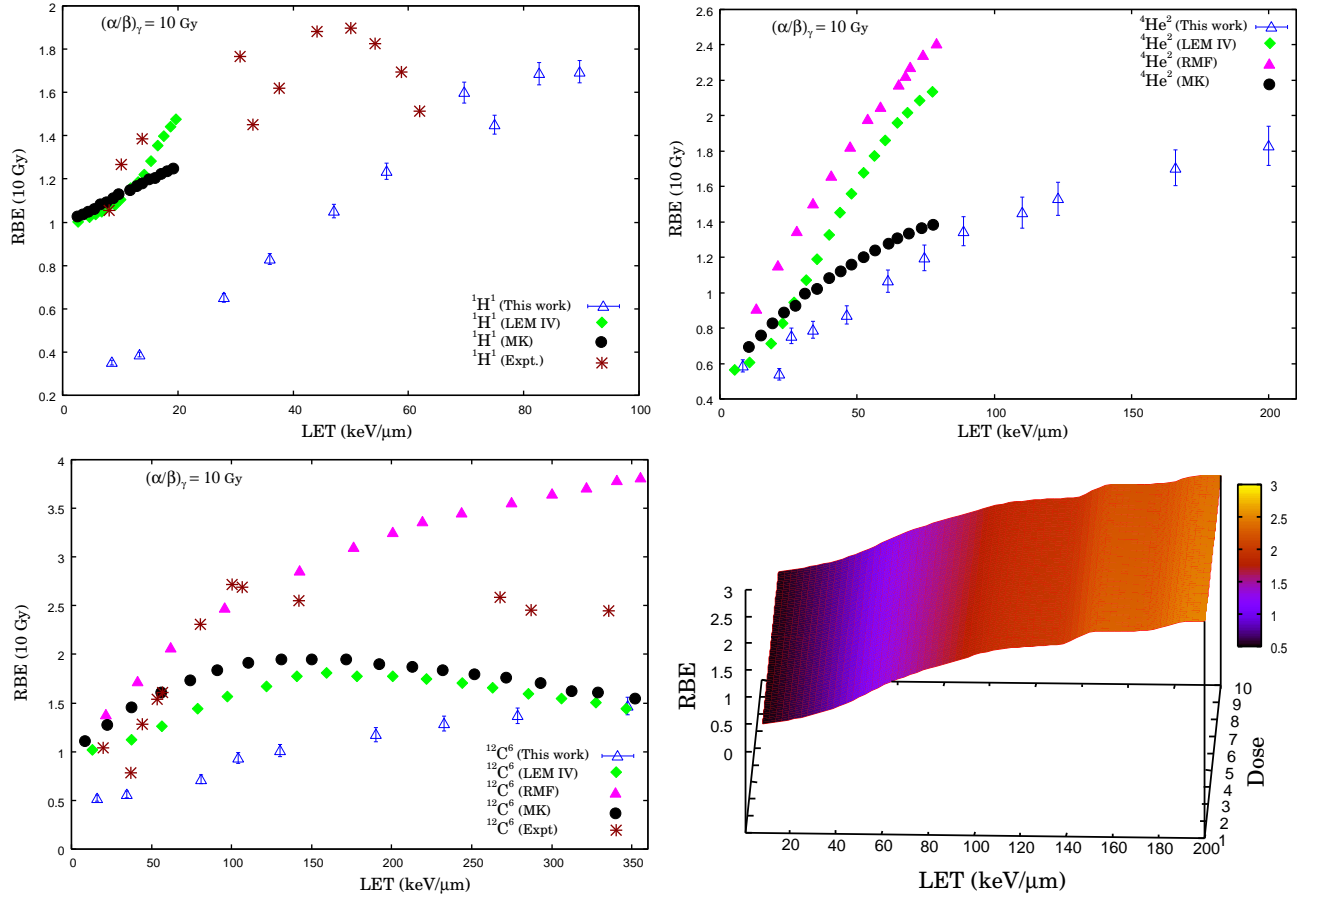 (α/β)γ = 10 Gy
2
1.8
1.6
1.4
1.2
1
0.8
0.6
0.4
0.2
RBE (10 Gy)
¹H¹ (This work)
¹H¹ (LEM IV)
¹H¹ (MK)
¹H¹ (Expt.)
0 20 40 60 80 100
LET (keV/µm)
(α/β)γ = 10 Gy
2.6
2.4
2.2
2
1.8
1.6
1.4
1.2
1
0.8
0.6
0.4
RBE (10 Gy)
⁴He² (This work)
⁴He² (LEM IV)
⁴He² (RMF)
⁴He² (MK)
0 50 100 150 200
LET (keV/µm)
(α/β)γ = 10 Gy
4
3.5
3
2.5
2
1.5
1
0.5
0
RBE (10 Gy)
¹²C⁶ (This work)
¹²C⁶ (LEM IV)
¹²C⁶ (RMF)
¹²C⁶ (MK)
¹²C⁶ (Expt)
0 50 100 150 200 250 300 350
LET (keV/µm)
3
2.5
2
1.5
1
0.5
3
2.5
2
1.5
1
0.5
0
RBE
10
9
8
7
6
5
4
3
2
1
Dose
20 40 60 80 100 120 140 160 180 200
LET (keV/µm)